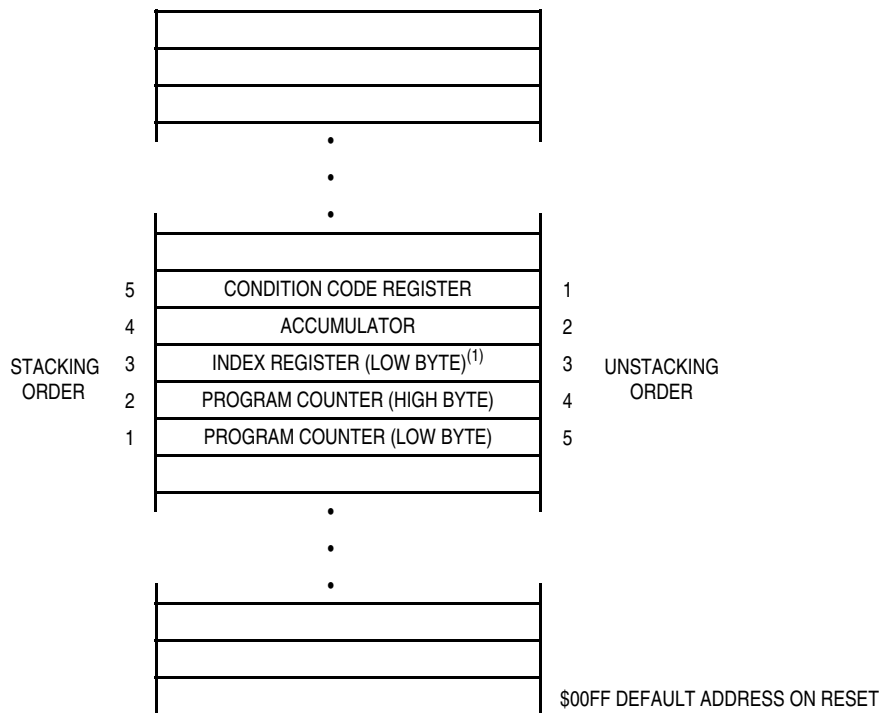 5 CONDITION CODE REGISTER 1
4 ACCUMULATOR 2
STACKING ORDER
3 INDEX REGISTER (LOW BYTE)(1) 3
UNSTACKING ORDER
2 PROGRAM COUNTER (HIGH BYTE) 4
1 PROGRAM COUNTER (LOW BYTE) 5
$00FF DEFAULT ADDRESS ON RESET